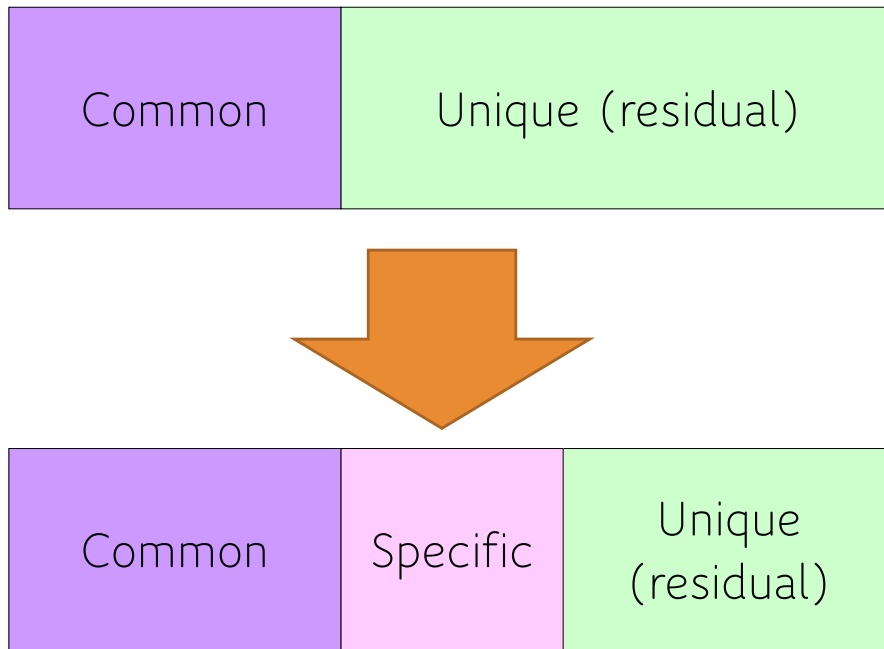 Common
Unique (residual)
Common
Specific
Unique
(residual)